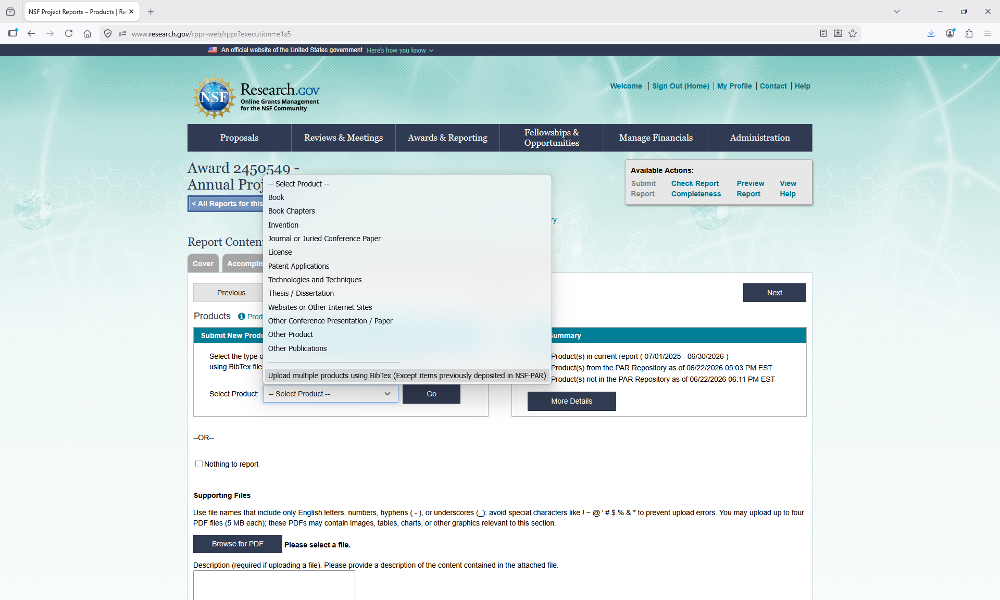 NSF Project Reports – Products | Re
www.research.gov/rppr-web/rppr?execution=e1s5
An official website of the United States government Here's how you know
NSF
Research.GOV
Online Grants Management
for the NSF Community
Welcome Sign Out (Home) My Profile Contact Help
Proposals
Reviews & Meetings
Awards & Reporting
Fellowships &
Opportunities
Manage Financials
Administration
Award 2450549 -
Annual Proj
< All Reports for this
Available Actions:
Submit Report
Check Report Completeness
Preview Report
View Help
ry
Report Conten
Cover
Accomplis
-- Select Product --
Book
Book Chapters
Invention
Journal or Juried Conference Paper
License
Patent Applications
Technologies and Techniques
Thesis / Dissertation
Websites or Other Internet Sites
Other Conference Presentation / Paper
Other Product
Other Publications
--------------------------------------------------
Upload multiple products using BibTex (Except items previously deposited in NSF-PAR)
Previous
Next
Products Prod
Submit New Produ
Select the type o
using BibTex file
Select Product: -- Select Product -- Go
Summary
Product(s) in current report ( 07/01/2025 - 06/30/2026 )
Product(s) from the PAR Repository as of 06/22/2026 05:03 PM EST
Product(s) not in the PAR Repository as of 06/22/2026 06:11 PM EST
More Details
--OR--
Nothing to report
Supporting Files
Use file names that include only English letters, numbers, hyphens ( - ), or underscores (_); avoid special characters like ! ~ @ ' # $ % & * to prevent upload errors. You may upload up to four
PDF files (5 MB each); these PDFs may contain images, tables, charts, or other graphics relevant to this section.
Browse for PDF Please select a file.
Description (required if uploading a file). Please provide a description of the content contained in the attached file.